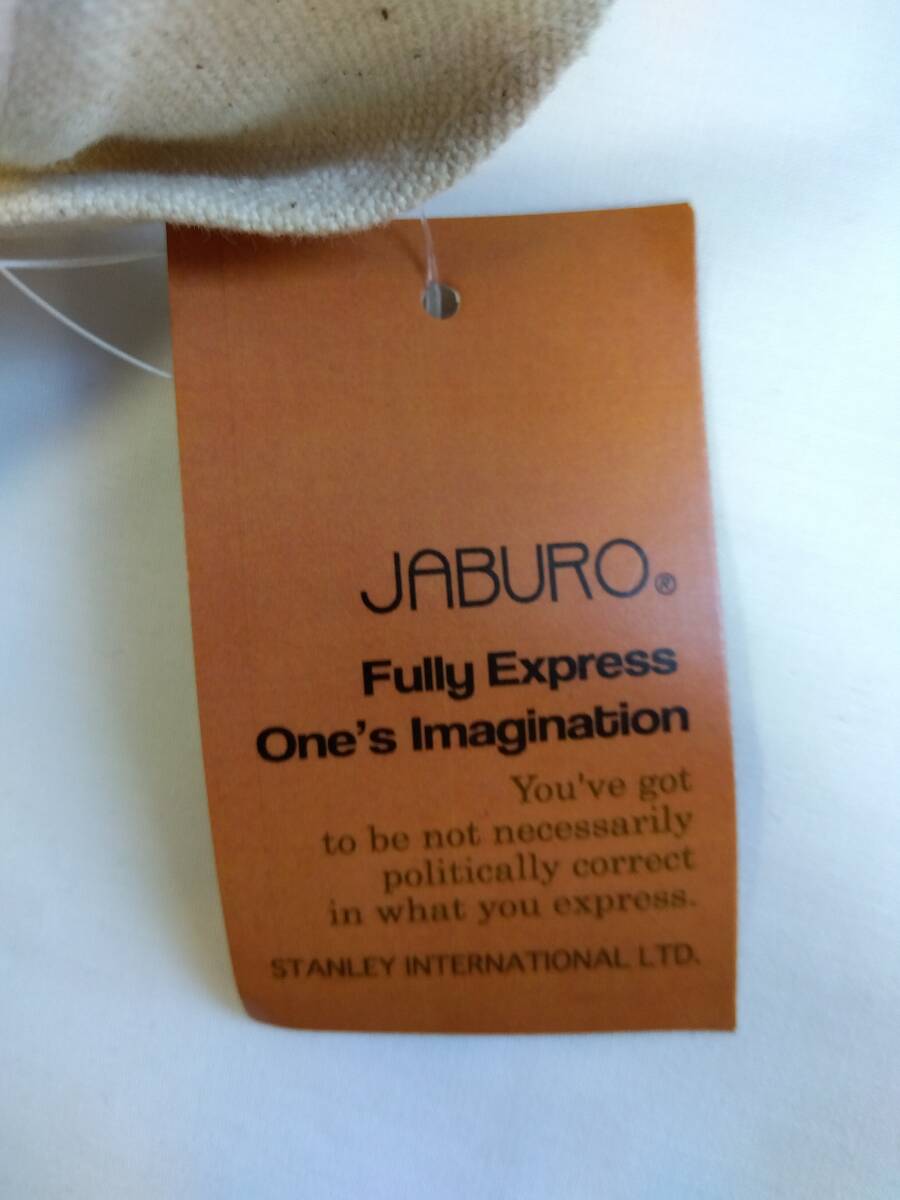 JABURO®
Fully Express
One's Imagination
You've got
to be not necessarily
politically correct
in what you express.
STANLEY INTERNATIONAL LTD.